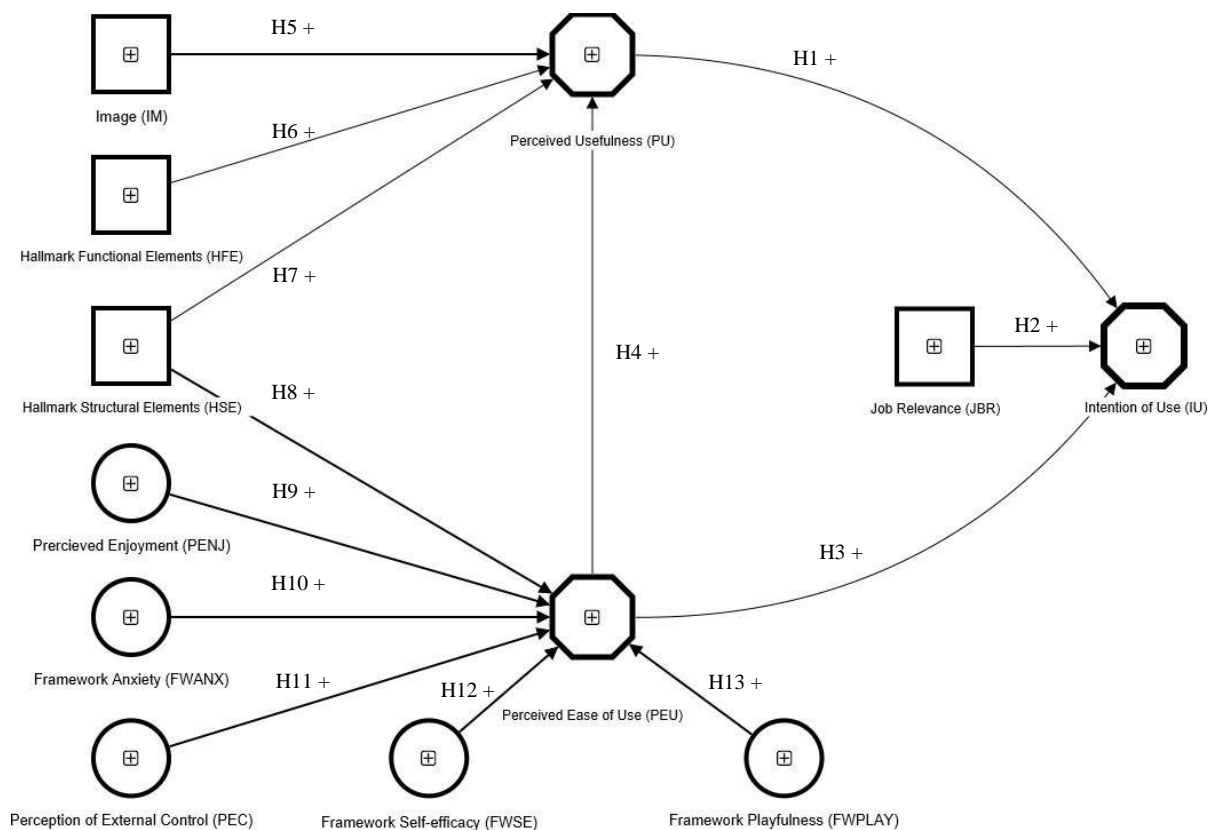 H5 +
H1 +
Image (IM)
H6 +
Perceived Usefulness (PU)
Hallmark Functional Elements (HFE)
H7 +
H2 +
H4 +
H8 +
Hallmark Structural Elements (HSE)
Job Relevance (JBR)
Intention of Use (IU)
H9 +
Prercieved Enjoyment (PENJ)
H3 +
H10 +
Framework Anxiety (FWANX)
H11 +
H12 +
H13 +
Perceived Ease of Use (PEU)
Perception of External Control (PEC)
Framework Self-efficacy (FWSE)
Framework Playfulness (FWPLAY)